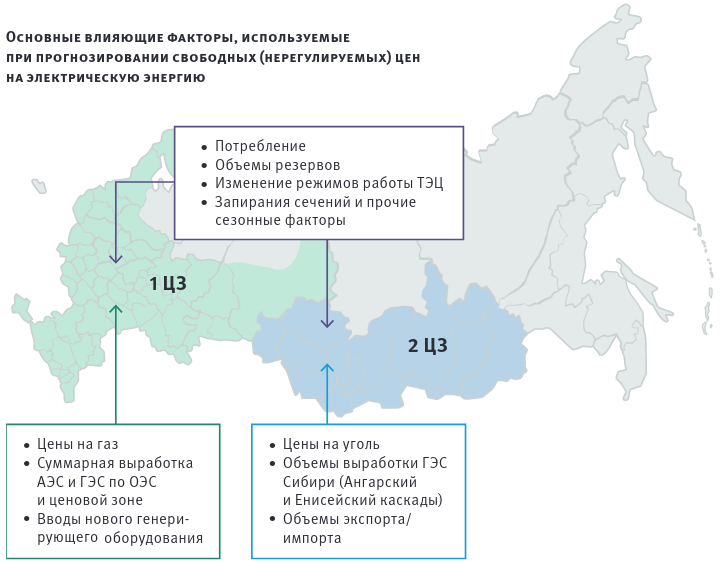 Основные влияющие факторы, используемые
при прогнозировании свободных (нерегулируемых) цен
на электрическую энергию
• Потребление
• Объемы резервов
• Изменение режимов работы ТЭЦ
• Запирания сечений и прочие
сезонные факторы
1 ЦЗ
2 ЦЗ
• Цены на газ
• Суммарная выработка
АЭС и ГЭС по ОЭС
и ценовой зоне
• Вводы нового генери-
рующего оборудования
• Цены на уголь
• Объемы выработки ГЭС
Сибири (Ангарский
и Енисейский каскады)
• Объемы экспорта/
импорта